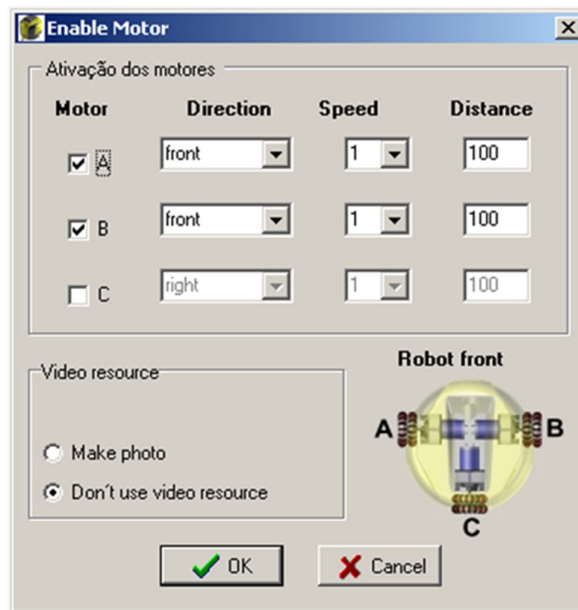 Enable Motor
Ativação dos motores
Motor Direction Speed Distance
A front 1 100
B front 1 100
C right 1 100
Video resource
Make photo
Don´t use video resource
Robot front
A B
C
OK Cancel